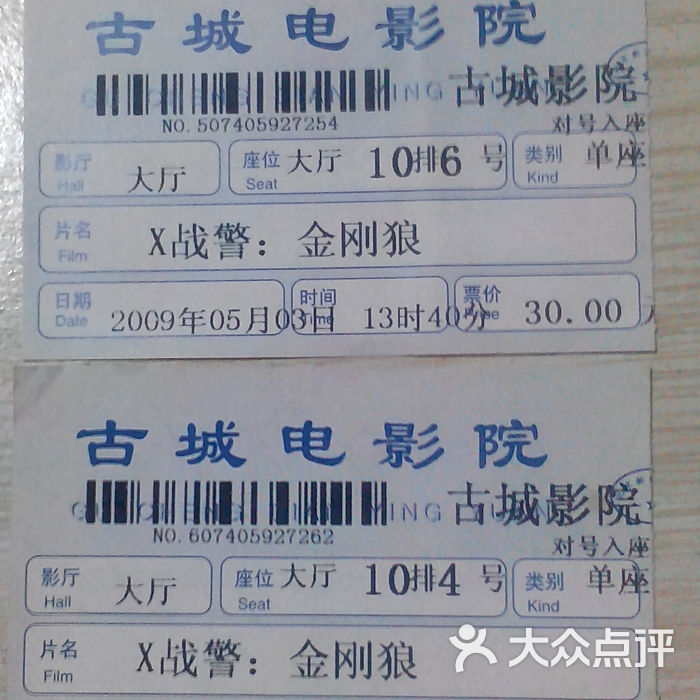 古城电影院
古城影院
NO.507405927254
对号入座
影厅 Hall 大厅 座位 Seat 大厅 10排6 号 类别 Kind 单座
片名 Film X战警：金刚狼
日期 Date 2009年05月03日 时间 Time 13时40分 票价 30.00
古城电影院
古城影院
NO.607405927262
对号入座
影厅 Hall 大厅 座位 Seat 大厅 10排4 号 类别 Kind 单座
片名 Film X战警：金刚狼
大众点评